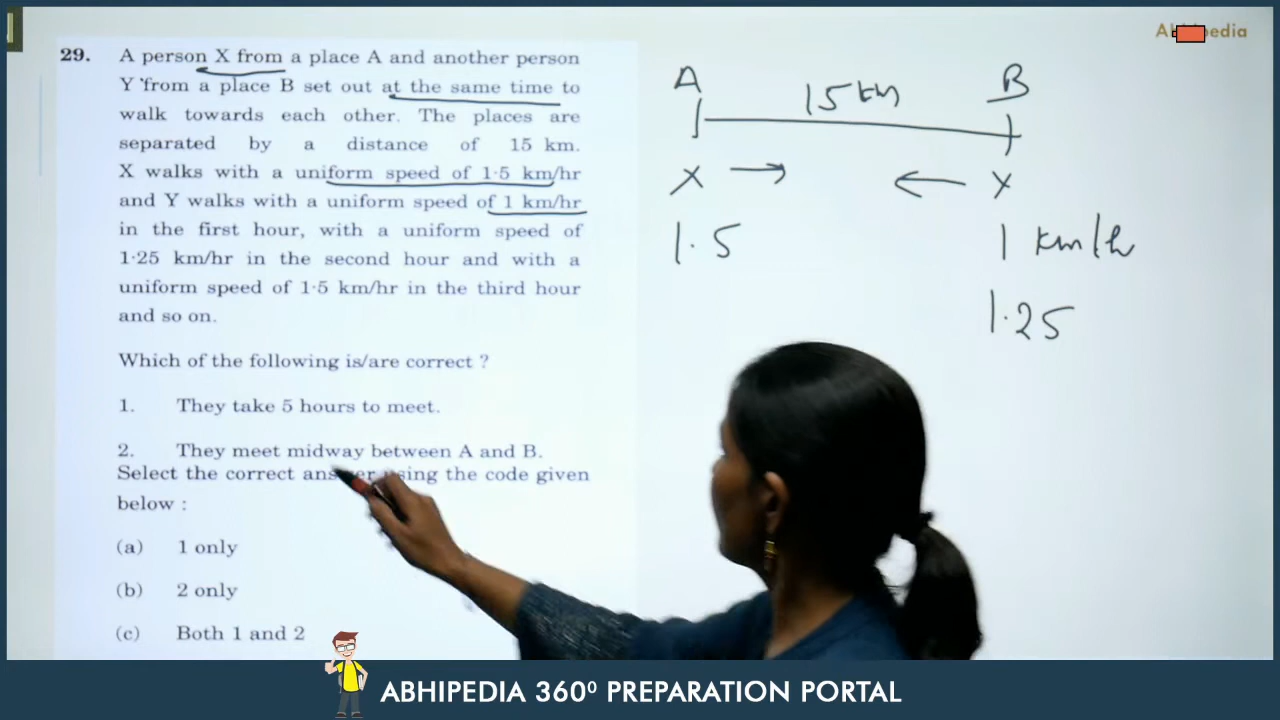 29. A person X from a place A and another person
Y from a place B set out at the same time to
walk towards each other. The places are
separated by a distance of 15 km.
X walks with a uniform speed of 1·5 km/hr
and Y walks with a uniform speed of 1 km/hr
in the first hour, with a uniform speed of
1·25 km/hr in the second hour and with a
uniform speed of 1·5 km/hr in the third hour
and so on.
Which of the following is/are correct ?
1. They take 5 hours to meet.
2. They meet midway between A and B.
Select the correct answer using the code given
below :
(a) 1 only
(b) 2 only
(c) Both 1 and 2
A 15 km B
X X
1.5 1 km/h
1.25
ABHIPEDIA 360⁰ PREPARATION PORTAL